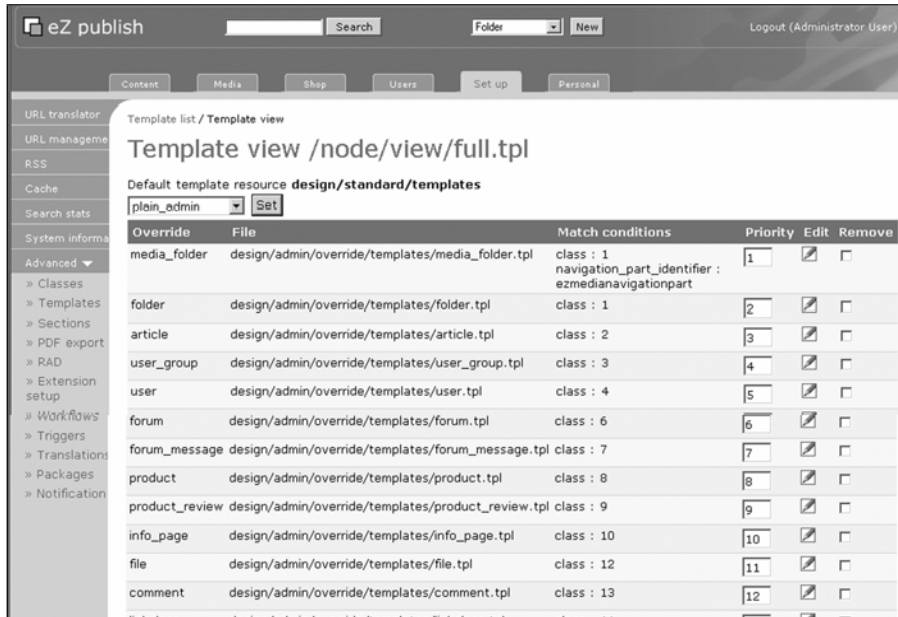 eZ publish
Search
Folder
New
Logout (Administrator User)
Content Media Shop Users Set up Personal
URL translator
URL manageme
RSS
Cache
Search stats
System informa
Advanced
» Classes
» Templates
» Sections
» PDF export
» RAD
» Extension
setup
» Workflows
» Triggers
» Translations
» Packages
» Notification
Template list / Template view
Template view /node/view/full.tpl
Default template resource design/standard/templates
plain_admin Set
Override File Match conditions Priority Edit Remove
media_folder design/admin/override/templates/media_folder.tpl class : 1 1
navigation_part_identifier :
ezmedianavigationpart
folder design/admin/override/templates/folder.tpl class : 1 2
article design/admin/override/templates/article.tpl class : 2 3
user_group design/admin/override/templates/user_group.tpl class : 3 4
user design/admin/override/templates/user.tpl class : 4 5
forum design/admin/override/templates/forum.tpl class : 6 6
forum_message design/admin/override/templates/forum_message.tpl class : 7 7
product design/admin/override/templates/product.tpl class : 8 8
product_review design/admin/override/templates/product_review.tpl class : 9 9
info_page design/admin/override/templates/info_page.tpl class : 10 10
file design/admin/override/templates/file.tpl class : 12 11
comment design/admin/override/templates/comment.tpl class : 13 12